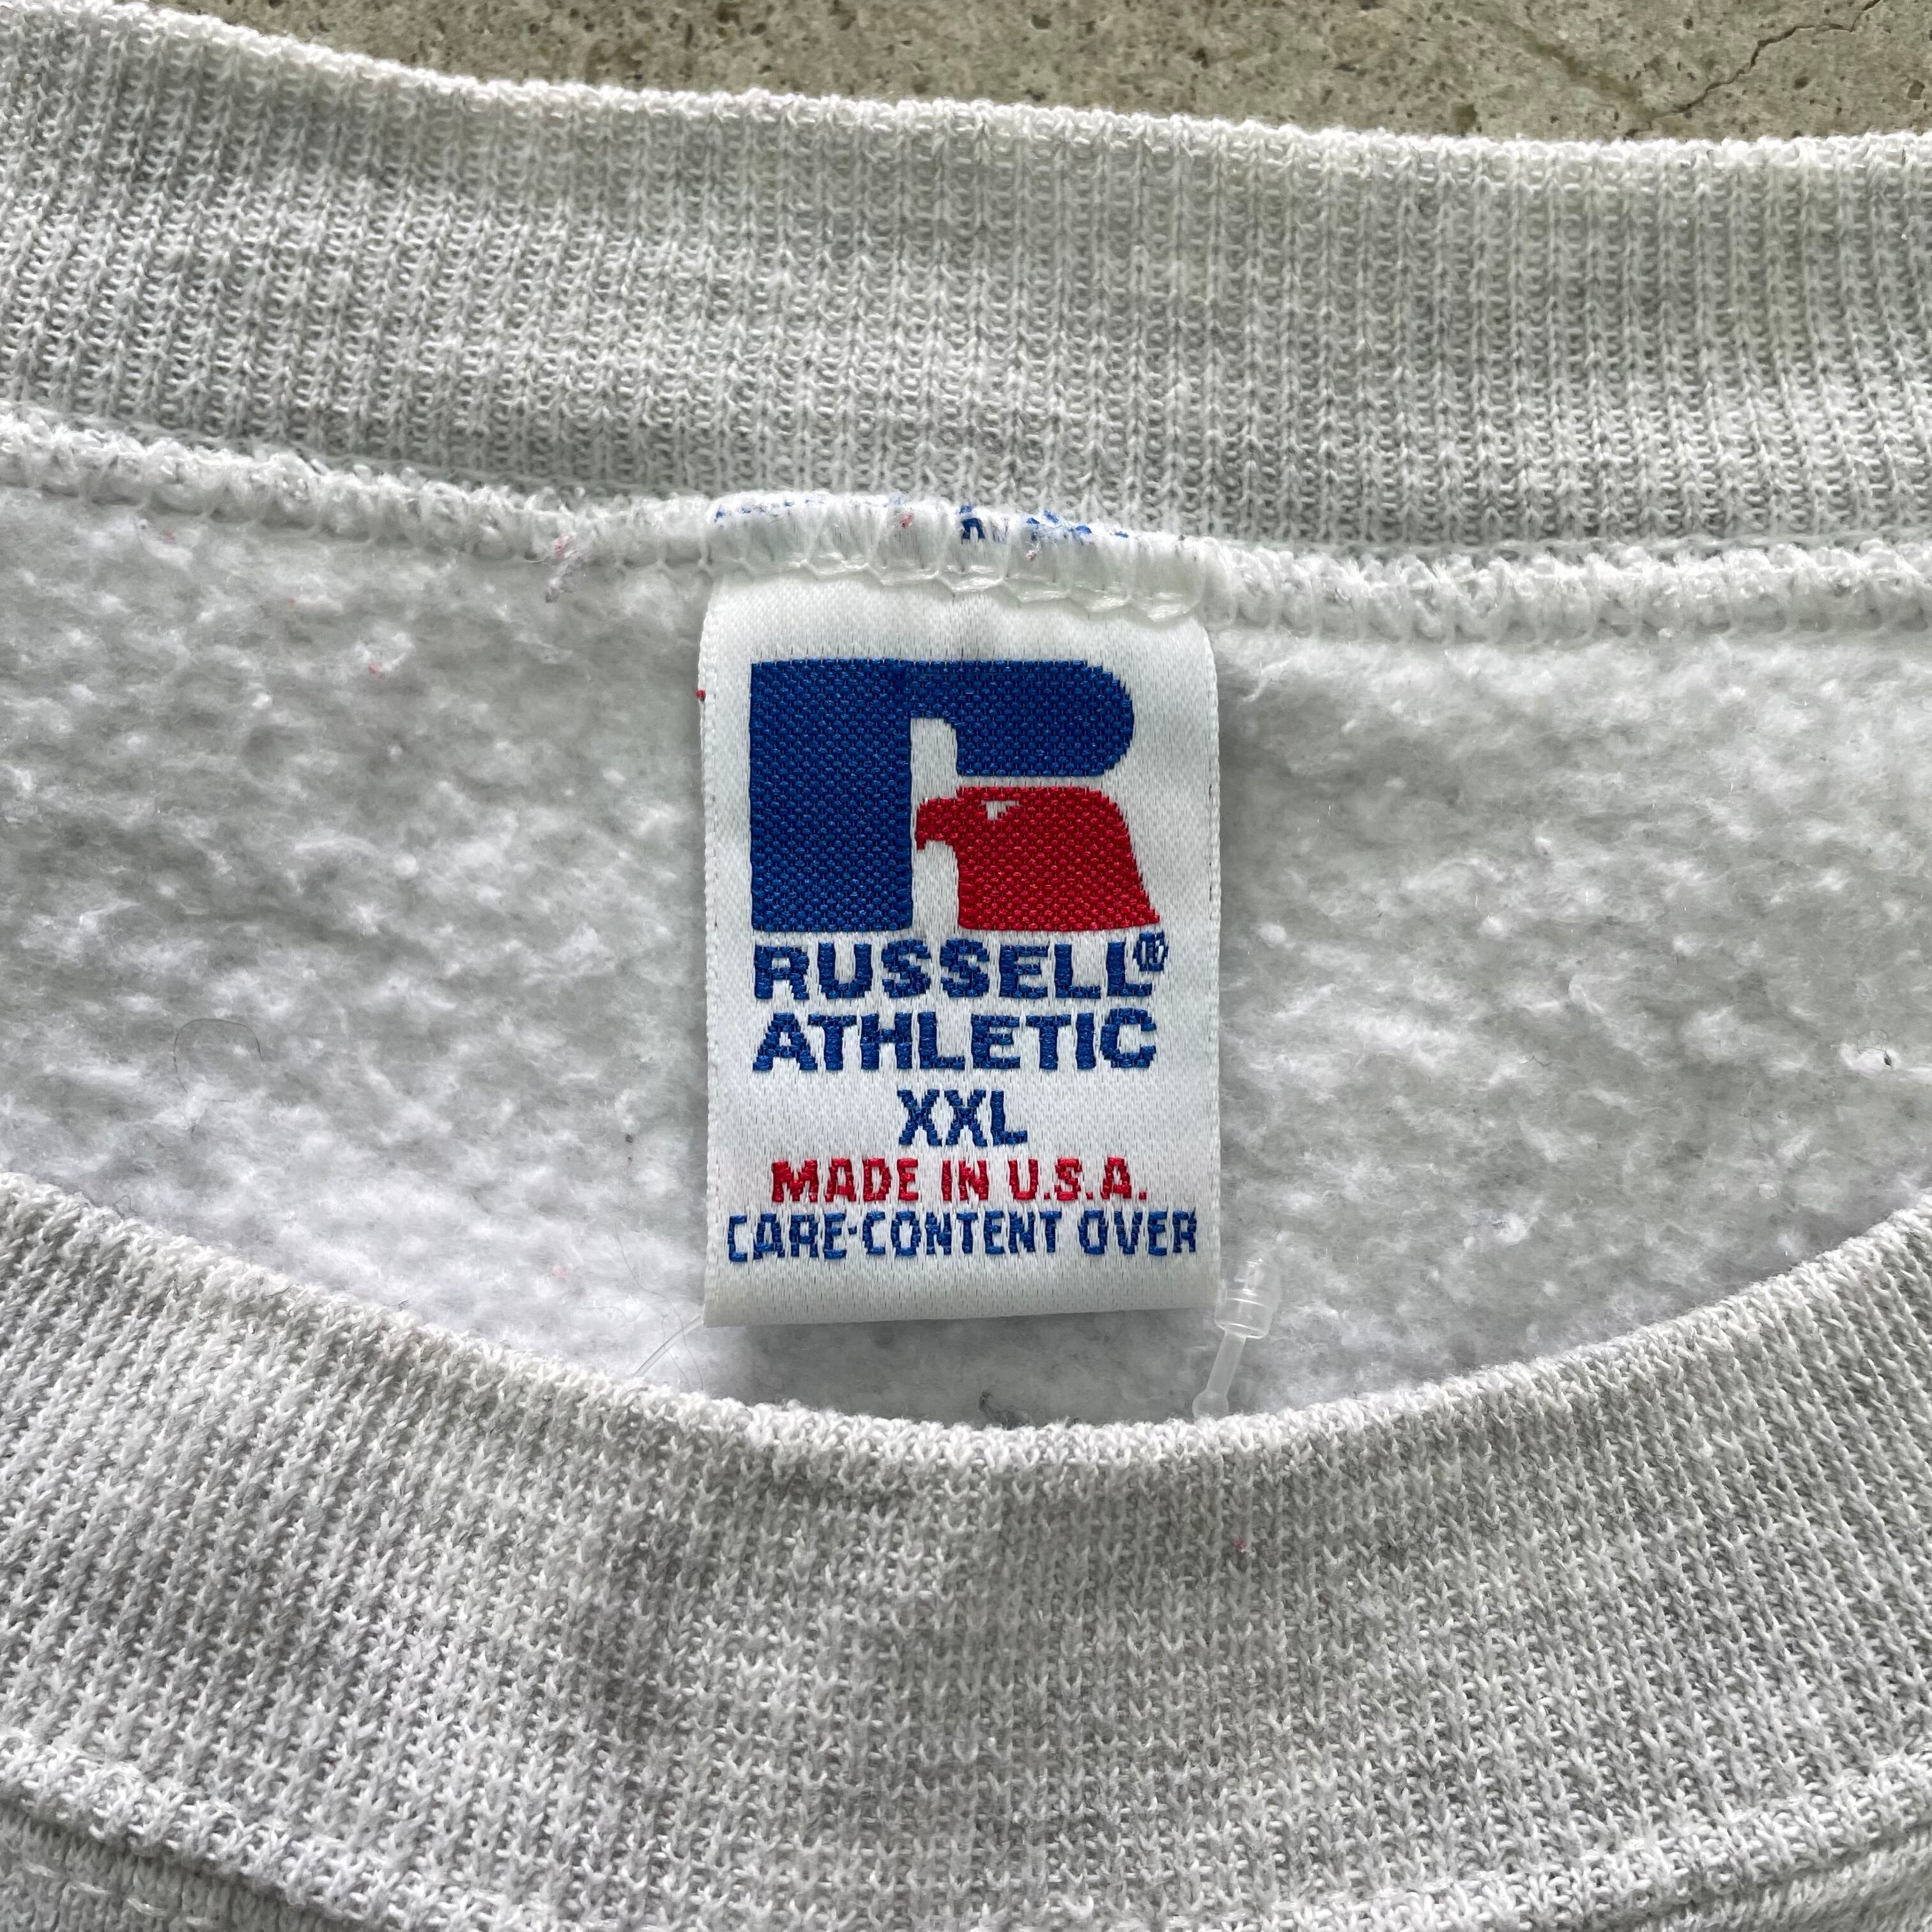 RUSSELL®
ATHLETIC
XXL
MADE IN U.S.A.
CARE-CONTENT OVER